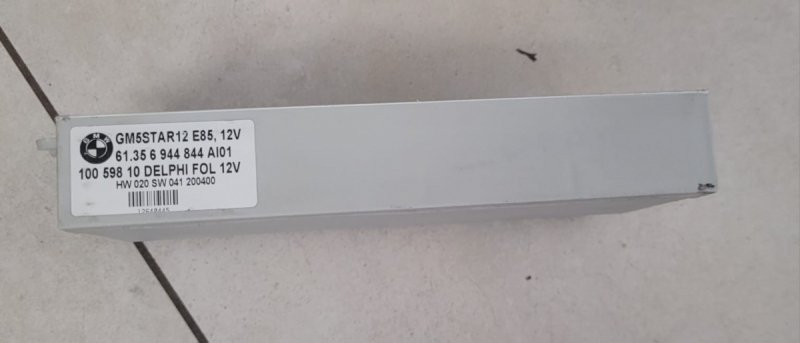 BMW
GM5STAR12 E85, 12V
61.35 6 944 844 AI01
100 598 10 DELPHI FOL 12V
HW 020 SW 041 200400